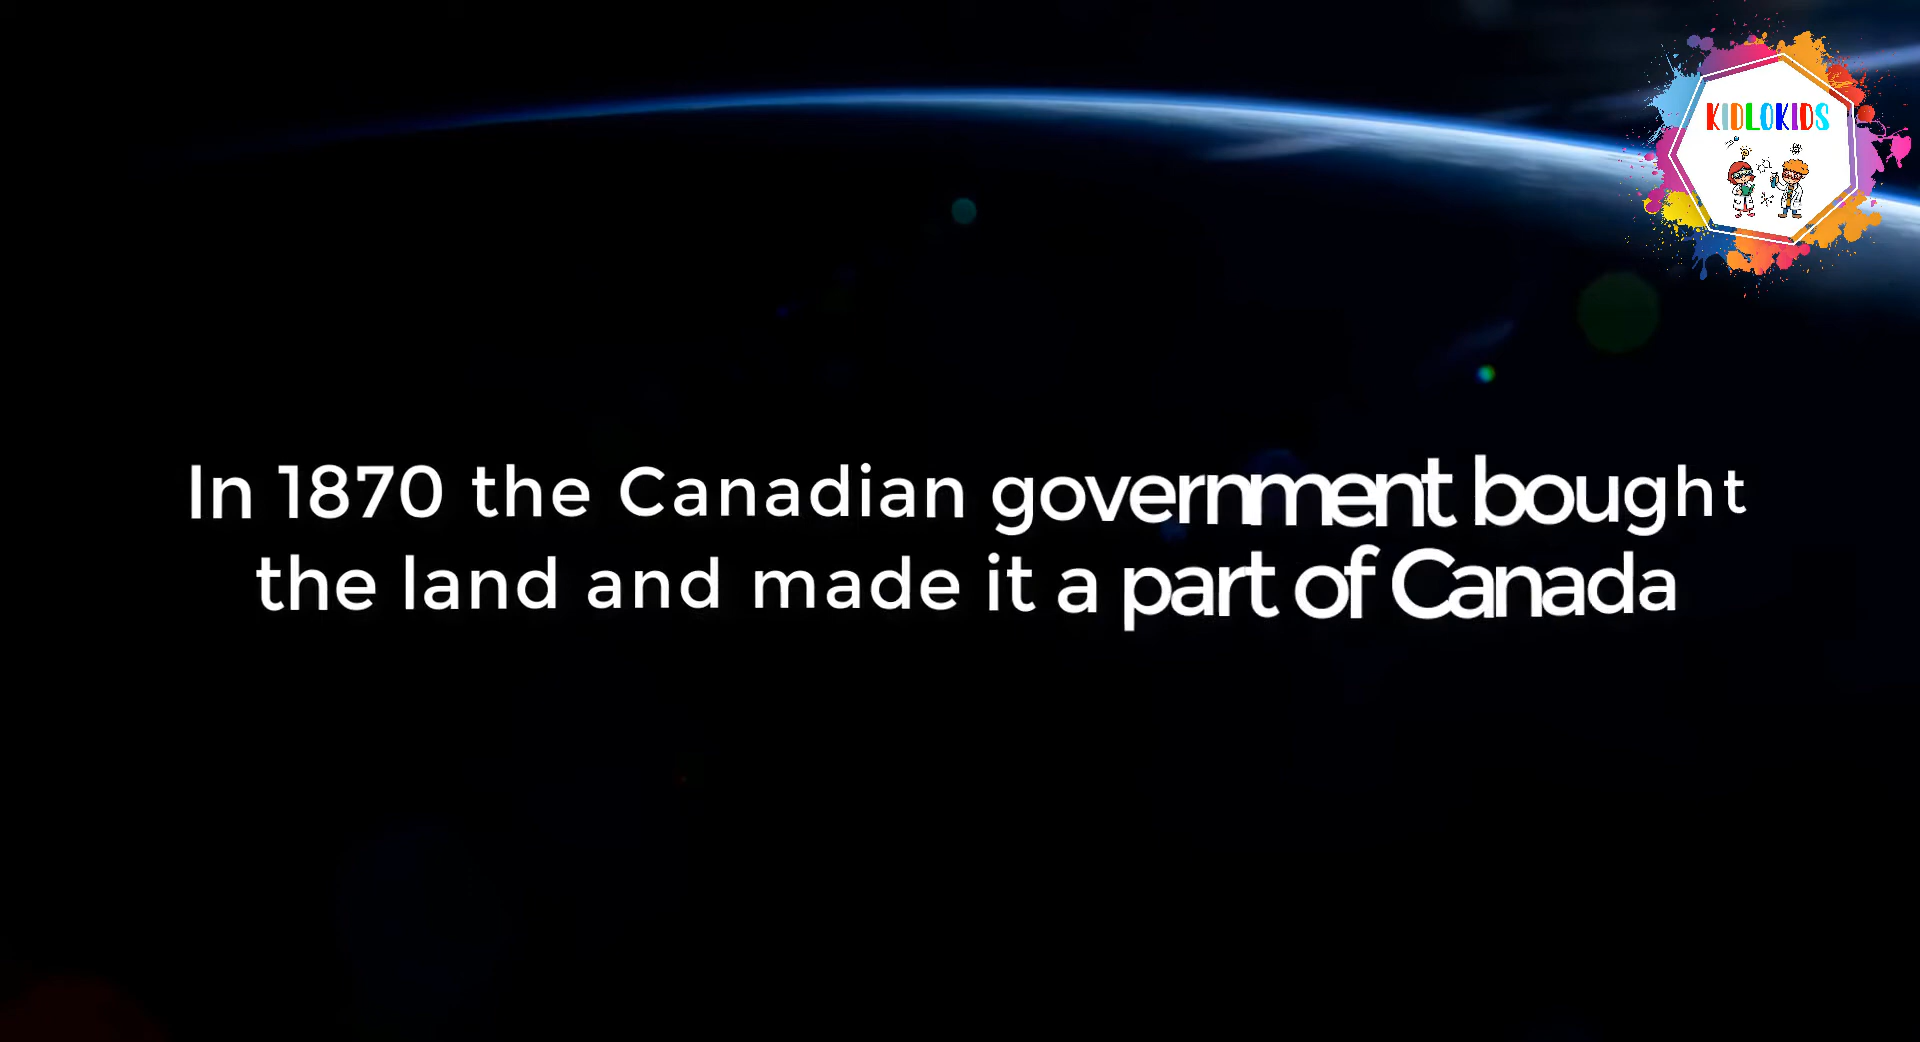 KIDLOKIDS
In 1870 the Canadian government bought
the land and made it a part of Canada